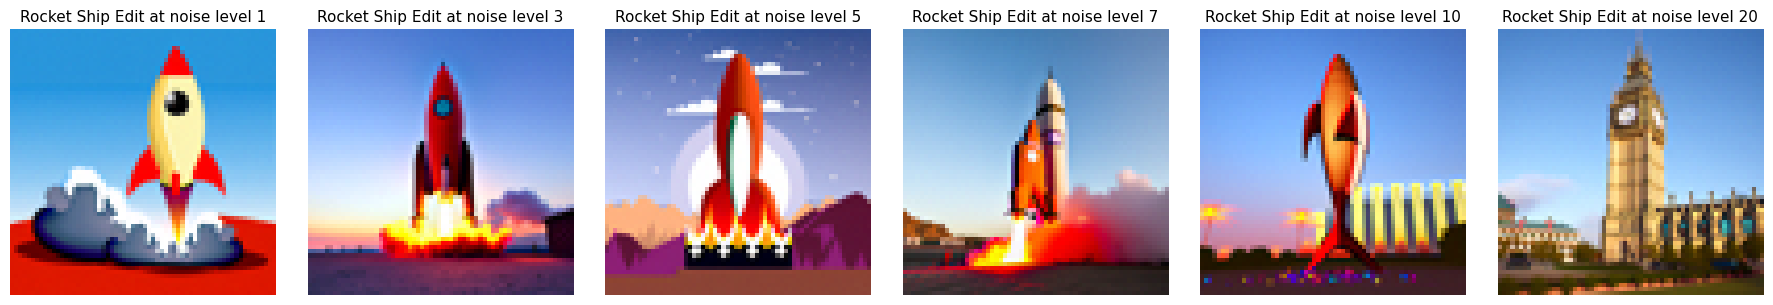 Rocket Ship Edit at noise level 1
Rocket Ship Edit at noise level 3
Rocket Ship Edit at noise level 5
Rocket Ship Edit at noise level 7
Rocket Ship Edit at noise level 10
Rocket Ship Edit at noise level 20